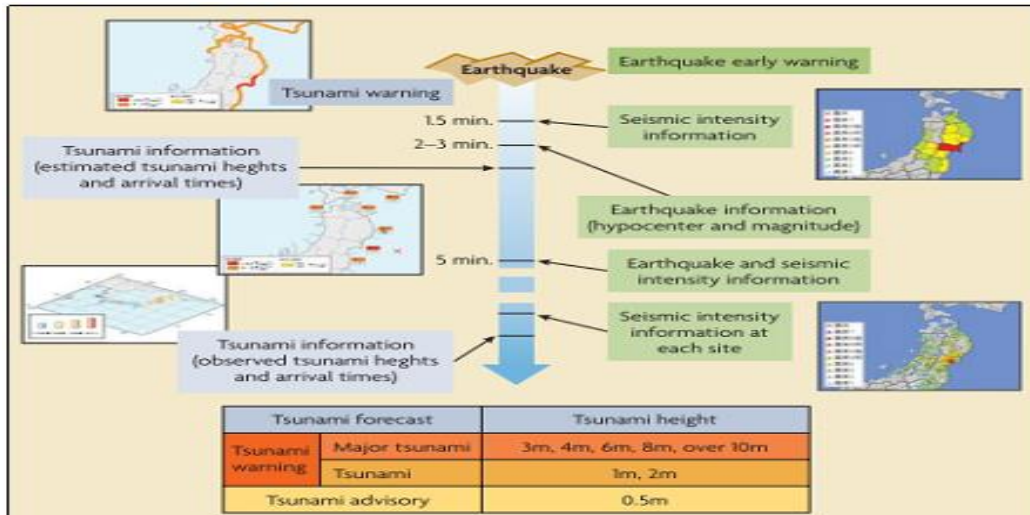 Earthquake
Earthquake early warning
Tsunami warning
1.5 min.
Seismic intensity
information
2–3 min.
Tsunami information
(estimated tsunami heghts
and arrival times)
Earthquake information
(hypocenter and magnitude)
5 min.
Earthquake and seismic
intensity information
Seismic intensity
information at
each site
Tsunami information
(observed tsunami heghts
and arrival times)
Tsunami forecast
Tsunami height
Tsunami
warning
Major tsunami
3m, 4m, 6m, 8m, over 10m
Tsunami
1m, 2m
Tsunami advisory
0.5m